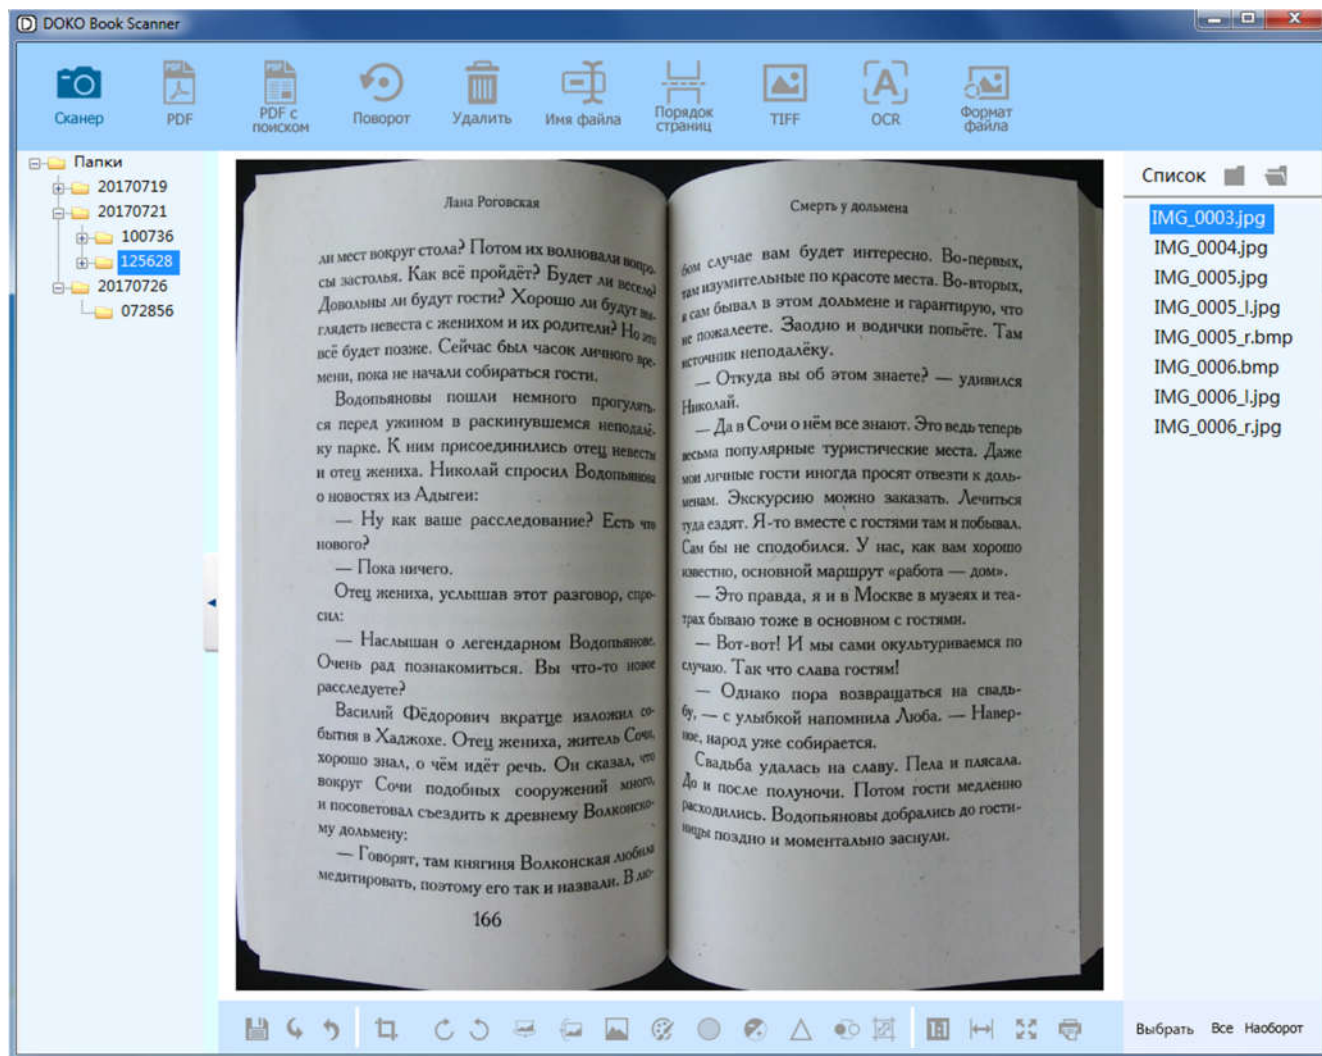 DOKO Book Scanner
Сканер
PDF
PDF с поиском
Поворот
Удалить
Имя файла
Порядок страниц
TIFF
OCR
Формат файла
Папки
20170719
20170721
100736
125628
20170726
072856
Лана Роговская
ли мест вокруг стола? Потом их волновали вопро-
сы застолья. Как всё пройдёт? Будет ли весело?
Довольны ли будут гости? Хорошо ли будут вы-
глядеть невеста с женихом и их родители? Но это
всё будет позже. Сейчас был часок личного вре-
мени, пока не начали собираться гости.
Водопьяновы пошли немного прогулять-
ся перед ужином в раскинувшемся неподалё-
ку парке. К ним присоединились отец невесты
и отец жениха. Николай спросил Водопьянова
о новостях из Адыгеи:
— Ну как ваше расследование? Есть что
нового?
— Пока ничего.
Отец жениха, услышав этот разговор, спро-
сил:
— Наслышан о легендарном Водопьянове.
Очень рад познакомиться. Вы что-то новое
расследуете?
Василий Фёдорович вкратце изложил со-
бытия в Хаджохе. Отец жениха, житель Сочи,
хорошо знал, о чём идёт речь. Он сказал, что
вокруг Сочи подобных сооружений много,
и посоветовал съездить к древнему Волконско-
му дольмену:
— Говорят, там княгиня Волконская любила
медитировать, поэтому его так и назвали. В лю-
166
Смерть у дольмена
бом случае вам будет интересно. Во-первых,
там изумительные по красоте места. Во-вторых,
я сам бывал в этом дольмене и гарантирую, что
не пожалеете. Заодно и водички попьёте. Там
источник неподалёку.
— Откуда вы об этом знаете? — удивился
Николай.
— Да в Сочи о нём все знают. Это ведь теперь
весьма популярные туристические места. Даже
мои личные гости иногда просят отвезти к доль-
менам. Экскурсию можно заказать. Лечиться
туда ездят. Я-то вместе с гостями там и побывал.
Сам бы не сподобился. У нас, как вам хорошо
известно, основной маршрут «работа — дом».
— Это правда, я и в Москве в музеях и теа-
трах бываю тоже в основном с гостями.
— Вот-вот! И мы сами окультуриваемся по
случаю. Так что слава гостям!
— Однако пора возвращаться на свадь-
бу, — с улыбкой напомнила Люба. — Навер-
ное, народ уже собирается.
Свадьба удалась на славу. Пела и плясала.
До и после полуночи. Потом гости медленно
расходились. Водопьяновы добрались до гости-
ницы поздно и моментально заснули.
Список
IMG_0003.jpg
IMG_0004.jpg
IMG_0005.jpg
IMG_0005_l.jpg
IMG_0005_r.bmp
IMG_0006.bmp
IMG_0006_l.jpg
IMG_0006_r.jpg
Выбрать Все Наоборот